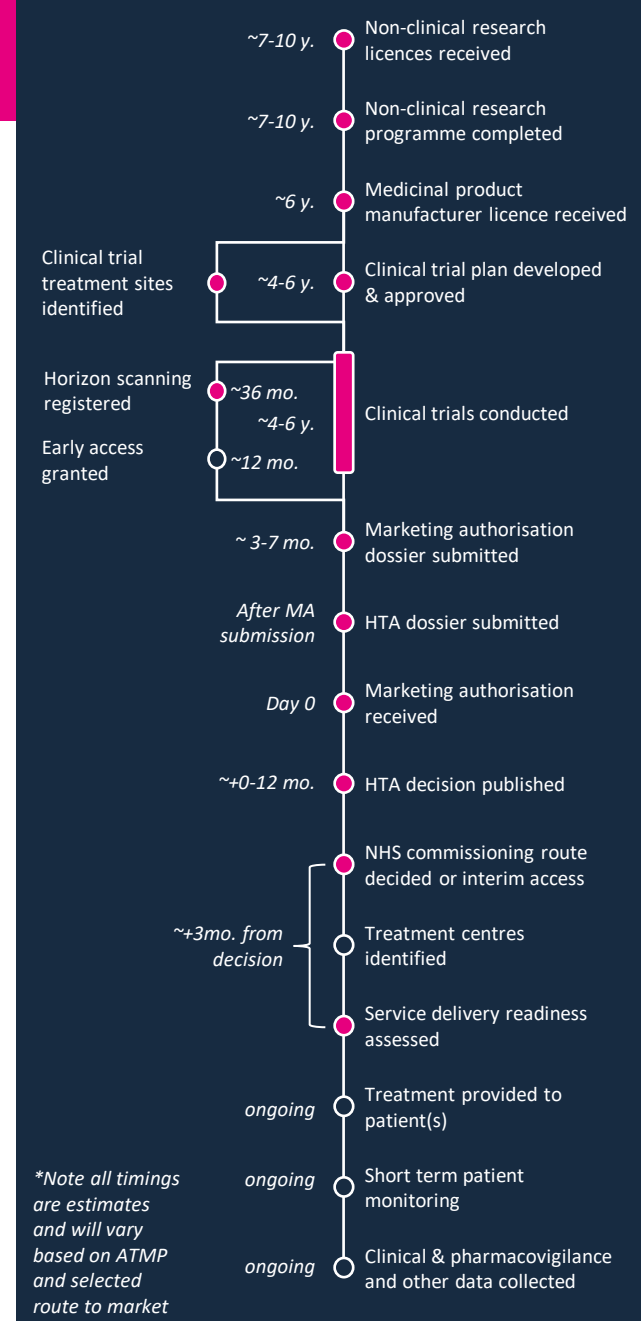 ~7-10 y.
Non-clinical research
licences received
~7-10 y.
Non-clinical research
programme completed
~6 y.
Medicinal product
manufacturer licence received
Clinical trial
treatment sites
identified
~4-6 y.
Clinical trial plan developed
& approved
Horizon scanning
registered
~36 mo.
~4-6 y.
Clinical trials conducted
Early access
granted
~12 mo.
~ 3-7 mo.
Marketing authorisation
dossier submitted
After MA
submission
HTA dossier submitted
Day 0
Marketing authorisation
received
~+0-12 mo.
HTA decision published
NHS commissioning route
decided or interim access
~+3mo. from
decision
Treatment centres
identified
Service delivery readiness
assessed
ongoing
Treatment provided to
patient(s)
ongoing
Short term patient
monitoring
ongoing
Clinical & pharmacovigilance
and other data collected
*Note all timings
are estimates
and will vary
based on ATMP
and selected
route to market